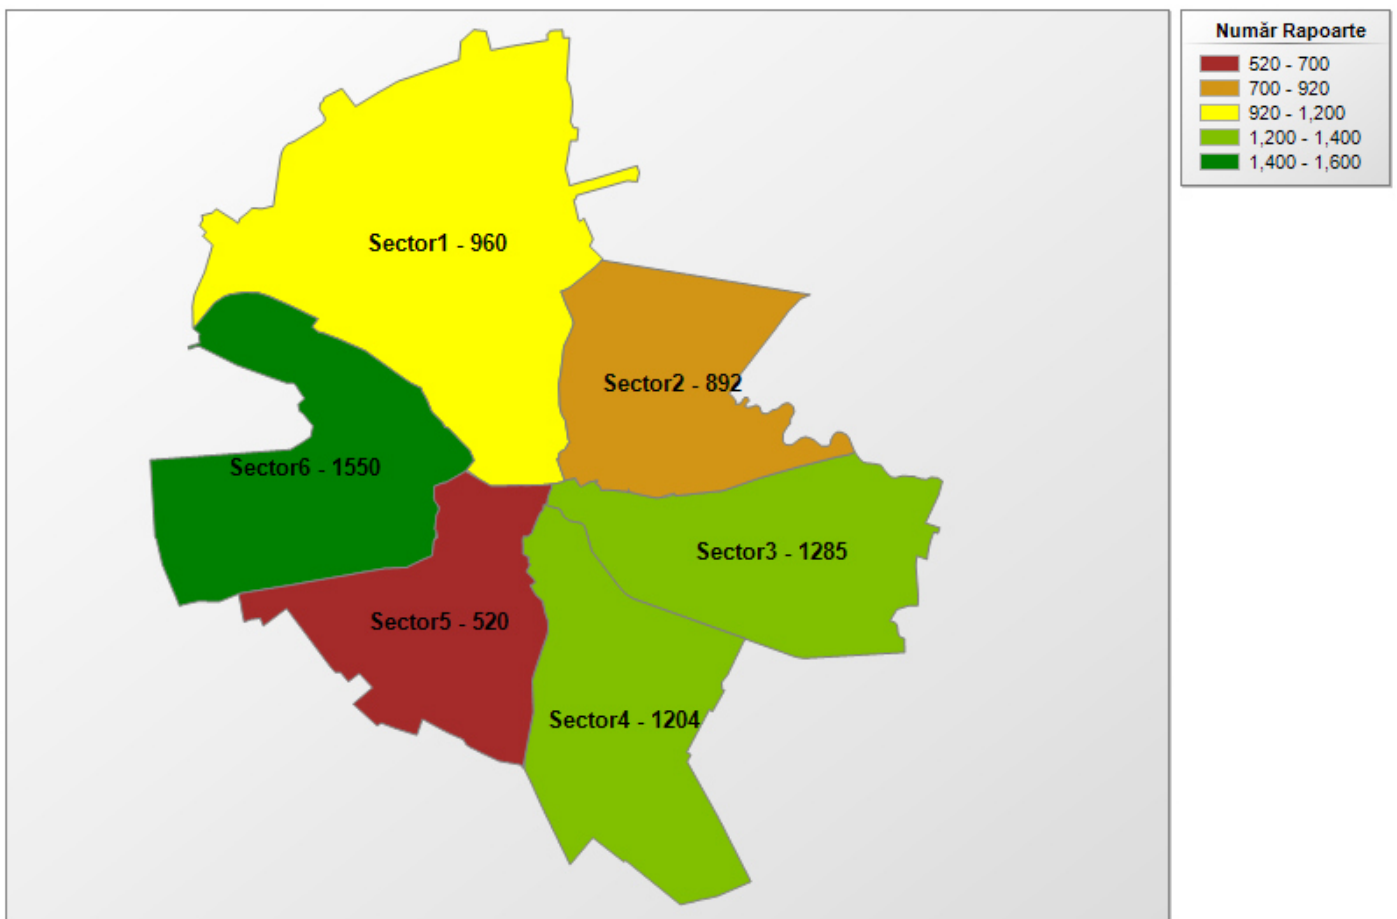 Număr Rapoarte
520 - 700
700 - 920
920 - 1,200
1,200 - 1,400
1,400 - 1,600
Sector1 - 960
Sector2 - 892
Sector6 - 1550
Sector3 - 1285
Sector5 - 520
Sector4 - 1204